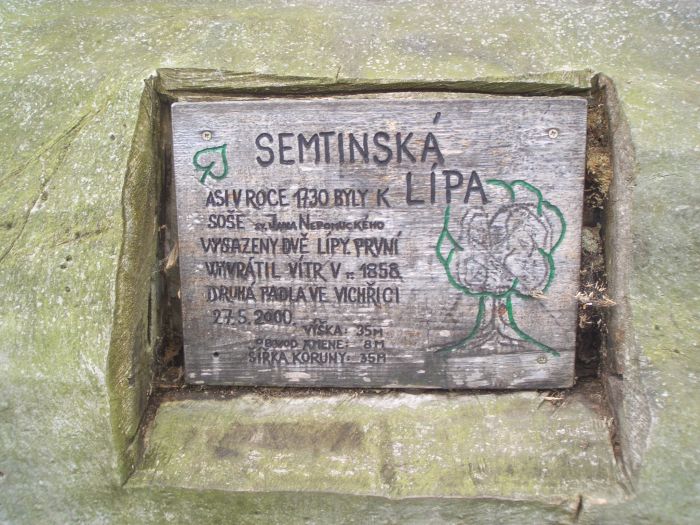 SEMTINSKÁ
LÍPA
ASI V ROCE 1730 BYLY K
SOŠE SV. JANA NEPOMUCKÉHO
VYSAZENY DVĚ LÍPY. PRVNÍ
VYVRÁTIL VÍTR V r. 1858.
DRUHÁ PADLA VE VICHŘICI
27.5. 2000.
VÝŠKA: 35M
OBVOD KMENE: 8M
ŠÍRKA KORUNY: 35M